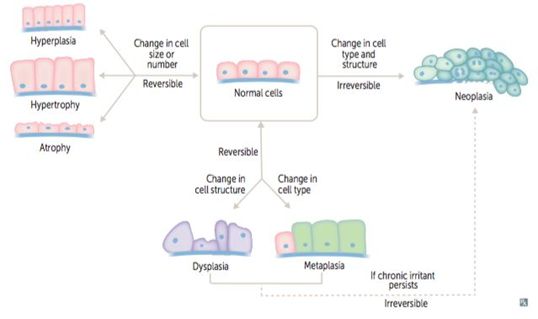 Hyperplasia
Hypertrophy
Atrophy
Change in cell
size or
number
Reversible
Normal cells
Change in cell
type and
structure
Irreversible
Neoplasia
Reversible
Change in
cell structure
Change in
cell type
Dysplasia
Metaplasia
If chronic irritant
persists
Irreversible